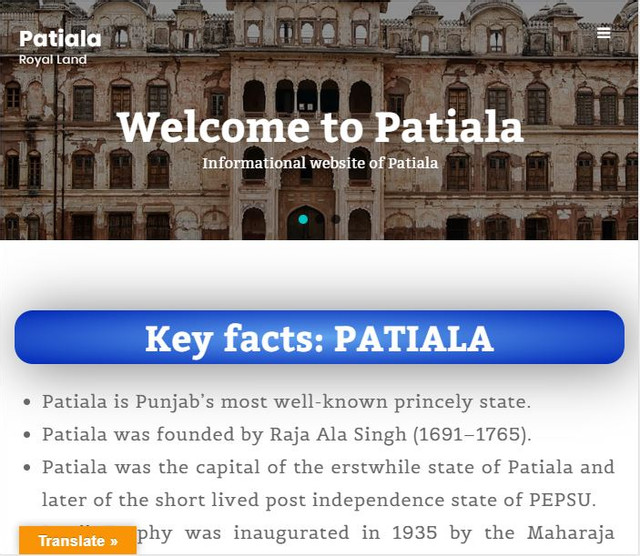 Patiala
Royal Land
Welcome to Patiala
Informational website of Patiala
Key facts: PATIALA
Patiala is Punjab's most well-known princely state.
Patiala was founded by Raja Ala Singh (1691–1765).
Patiala was the capital of the erstwhile state of Patiala and
later of the short lived post independence state of PEPSU.
was inaugurated in 1935 by the Maharaja
Translate »